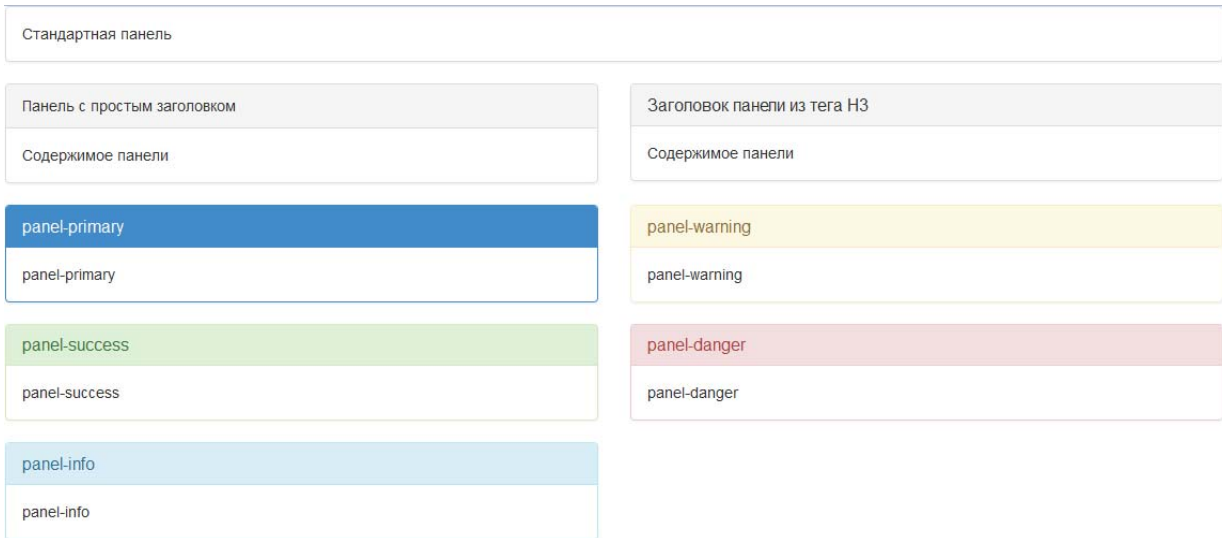 Стандартная панель
Панель с простым заголовком
Содержимое панели
Заголовок панели из тега H3
Содержимое панели
panel-primary
panel-primary
panel-warning
panel-warning
panel-success
panel-success
panel-danger
panel-danger
panel-info
panel-info